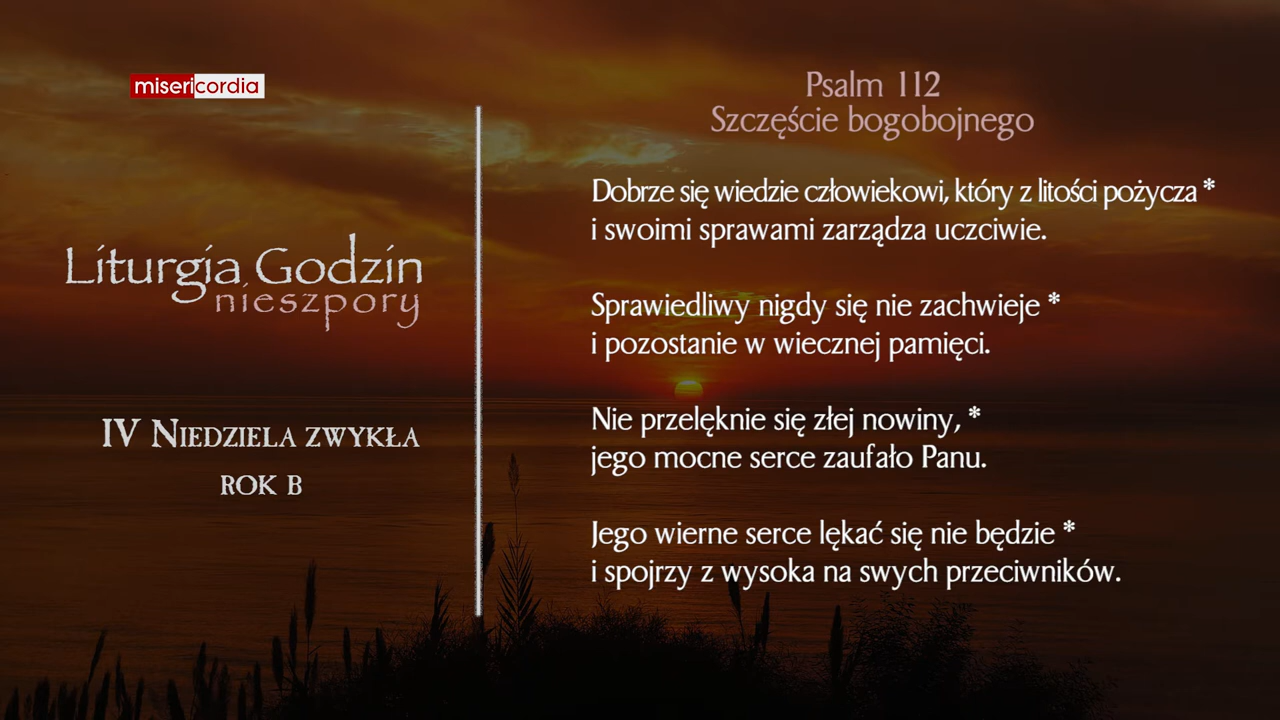 misericordia
Liturgia Godzin
nieszpory
IV Niedziela zwykła
rok B
Psalm 112
Szczęście bogobojnego
Dobrze się wiedzie człowiekowi, który z litości pożycza *
i swoimi sprawami zarządza uczciwie.
Sprawiedliwy nigdy się nie zachwieje *
i pozostanie w wiecznej pamięci.
Nie przelęknie się złej nowiny, *
jego mocne serce zaufało Panu.
Jego wierne serce lękać się nie będzie *
i spojrzy z wysoka na swych przeciwników.